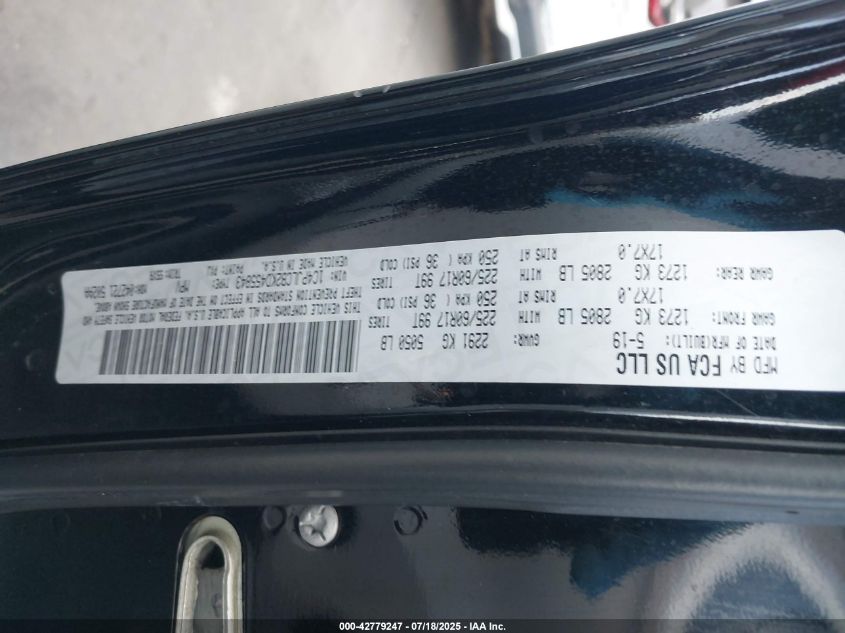 MFD BY FCA US LLC
DATE OF MFR(BUILT): 5-19 GVWR: 2291 KG 5050 LB
GAWR FRONT: 1273 KG 2805 LB WITH 225/60R17 99T TIRES
17X7.0 RIMS AT 250 KPA ( 36 PSI) COLD
GAWR REAR: 1273 KG 2805 LB WITH 225/60R17 99T TIRES
17X7.0 RIMS AT 250 KPA ( 36 PSI) COLD
THIS VEHICLE CONFORMS TO ALL APPLICABLE U.S.A. FEDERAL MOTOR VEHICLE SAFETY AND
THEFT PREVENTION STANDARDS IN EFFECT ON THE DATE OF MANUFACTURE SHOWN ABOVE.
VIN: 1C4PJLCB2KD455043 TYPE: MPV
VEHICLE MADE IN U.S.A. PAINT: PXJ
000-42779247 - 07/18/2025 - IAA Inc.